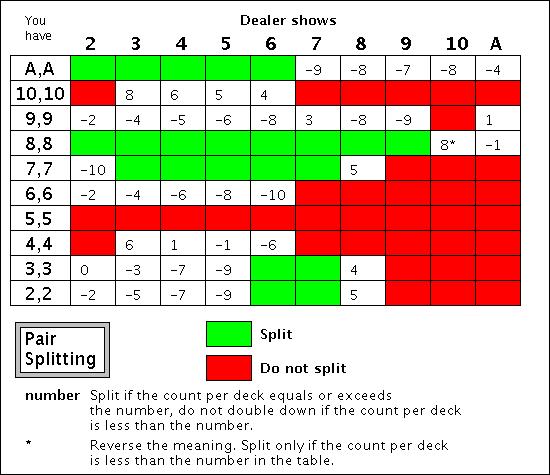 You have
Dealer shows
2 3 4 5 6 7 8 9 10 A
A,A −9 −8 −7 −8 −4
10,10 8 6 5 4
9,9 −2 −4 −5 −6 −8 3 −8 −9 1
8,8 8* −1
7,7 −10 5
6,6 −2 −4 −6 −8 −10
5,5
4,4 6 1 −1 −6
3,3 0 −3 −7 −9 4
2,2 −2 −5 −7 −9 5
Pair
Splitting
Split
Do not split
number Split if the count per deck equals or exceeds
the number, do not double down if the count per deck
is less than the number.
* Reverse the meaning. Split only if the count per deck
is less than the number in the table.